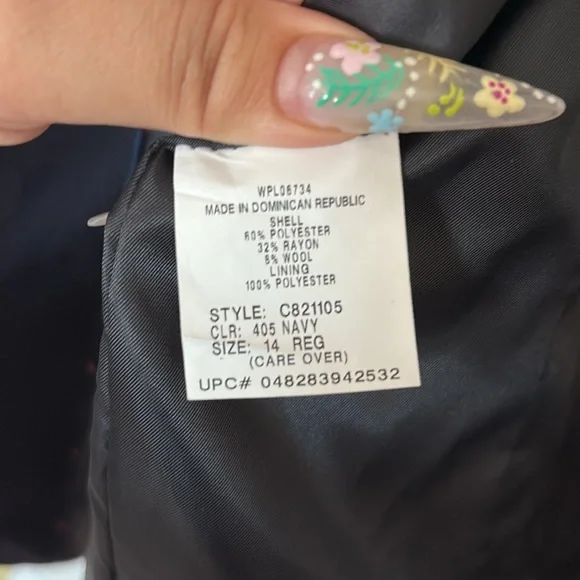 WPL08734
MADE IN DOMINICAN REPUBLIC
SHELL
60% POLYESTER
32% RAYON
8% WOOL
LINING
100% POLYESTER
STYLE: C821105
CLR: 405 NAVY
SIZE: 14 REG
(CARE OVER)
UPC# 048283942532